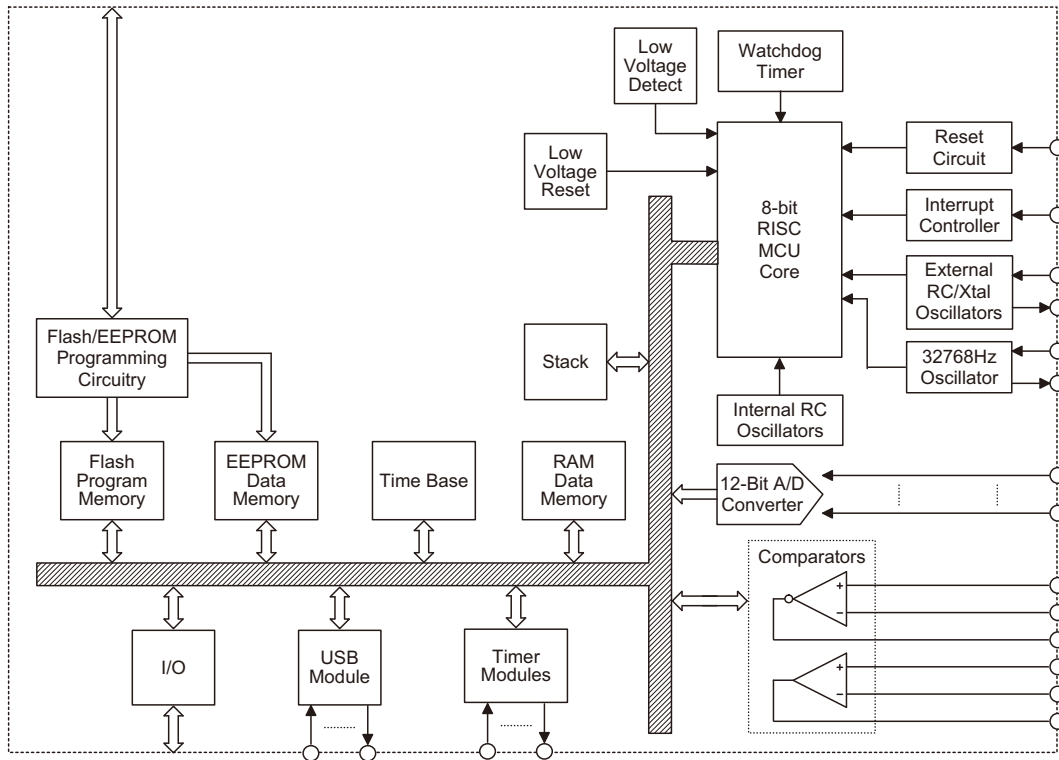 Low
Voltage
Detect
Watchdog
Timer
Low
Voltage
Reset
8-bit
RISC
MCU
Core
Reset
Circuit
Interrupt
Controller
External
RC/Xtal
Oscillators
32768Hz
Oscillator
Internal RC
Oscillators
Flash/EEPROM
Programming
Circuitry
Stack
Flash
Program
Memory
EEPROM
Data
Memory
Time Base
RAM
Data
Memory
12-Bit A/D
Converter
Comparators
+
−
+
−
I/O
USB
Module
Timer
Modules